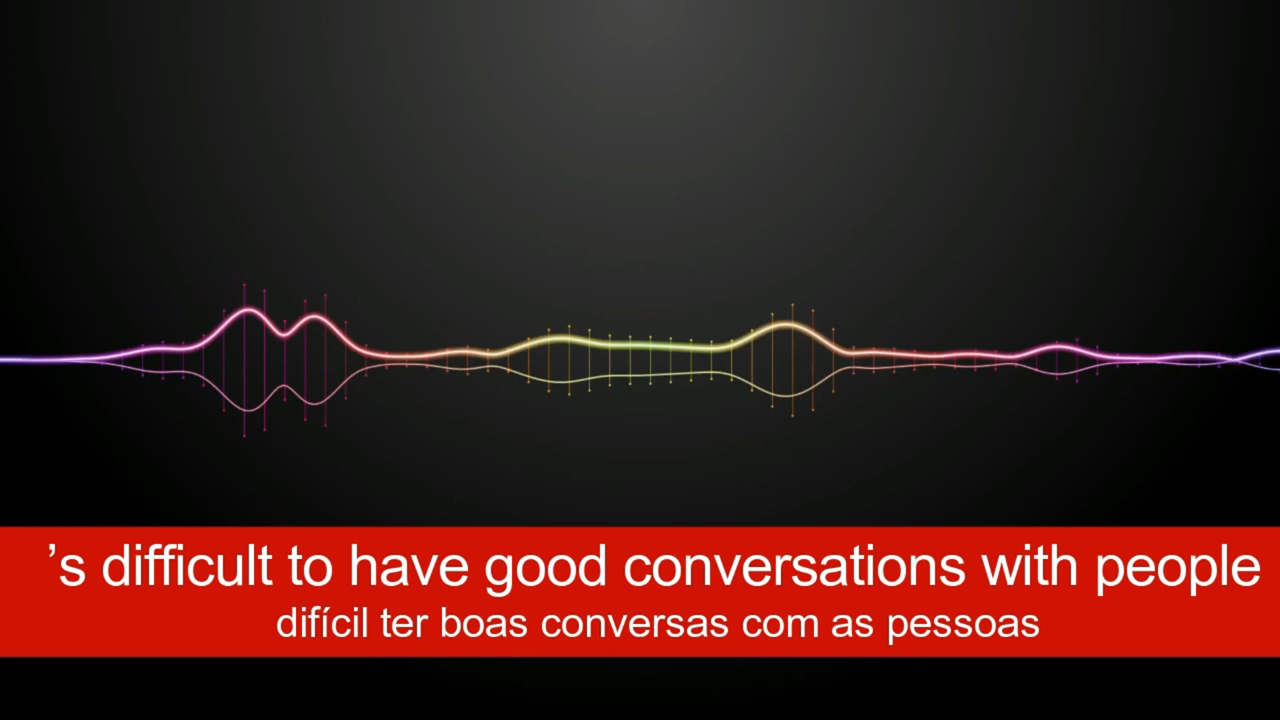 ’s difficult to have good conversations with people
difícil ter boas conversas com as pessoas